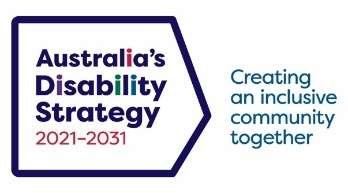 Australia's
Disability
Strategy
2021–2031
Creating
an inclusive
community
together